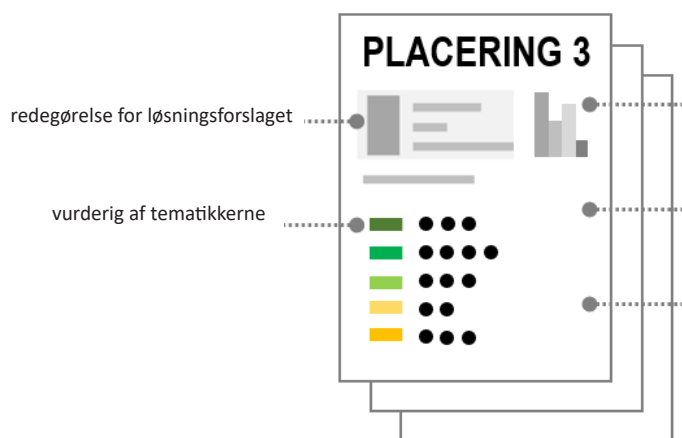 PLACERING 3
redegørelse for løsningsforslaget
vurderig af tematikkerne